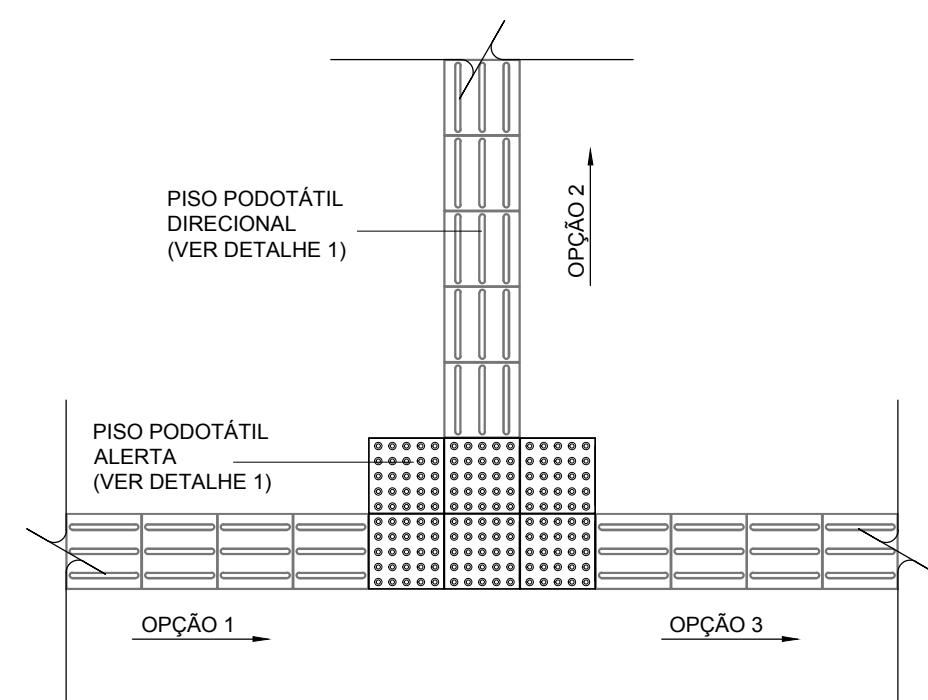 PISO PODOTÁTIL
DIRECIONAL
(VER DETALHE 1)
OPÇÃO 2
PISO PODOTÁTIL
ALERTA
(VER DETALHE 1)
OPÇÃO 1
OPÇÃO 3